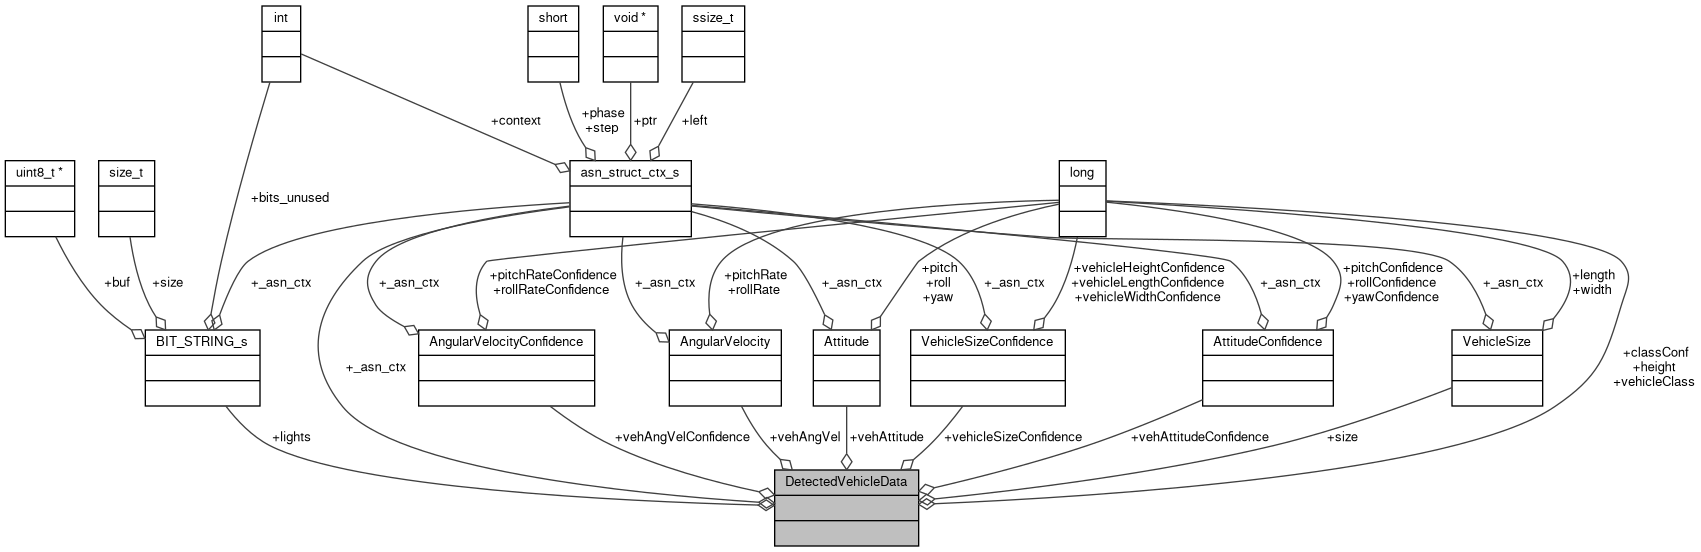 int
short
void *
ssize_t
+context
+phase
+step
+ptr
+left
uint8_t *
size_t
asn_struct_ctx_s
long
+bits_unused
+buf
+size
+_asn_ctx
+_asn_ctx
+pitchRateConfidence
+rollRateConfidence
+_asn_ctx
+pitchRate
+rollRate
+_asn_ctx
+pitch
+roll
+yaw
+_asn_ctx
+vehicleHeightConfidence
+vehicleLengthConfidence
+vehicleWidthConfidence
+_asn_ctx
+pitchConfidence
+rollConfidence
+yawConfidence
+_asn_ctx
+length
+width
BIT_STRING_s
+_asn_ctx
AngularVelocityConfidence
AngularVelocity
Attitude
VehicleSizeConfidence
AttitudeConfidence
VehicleSize
+classConf
+height
+vehicleClass
+lights
+vehAngVelConfidence
+vehAngVel
+vehAttitude
+vehicleSizeConfidence
+vehAttitudeConfidence
+size
DetectedVehicleData